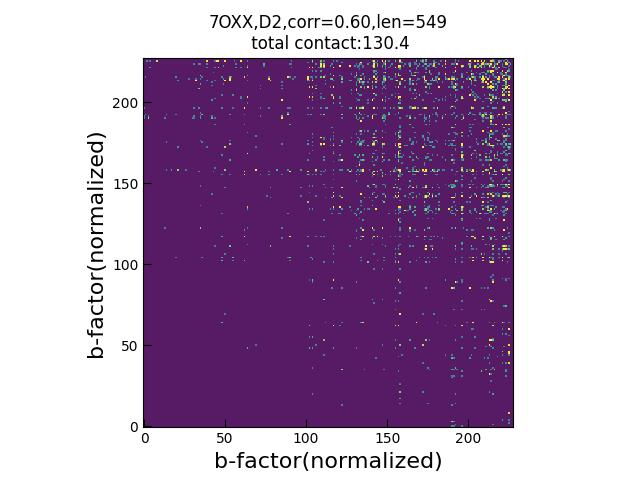 7OXX,D2,corr=0.60,len=549
total contact:130.4
b-factor(normalized)
200
150
100
50
0
0 50 100 150 200
b-factor(normalized)